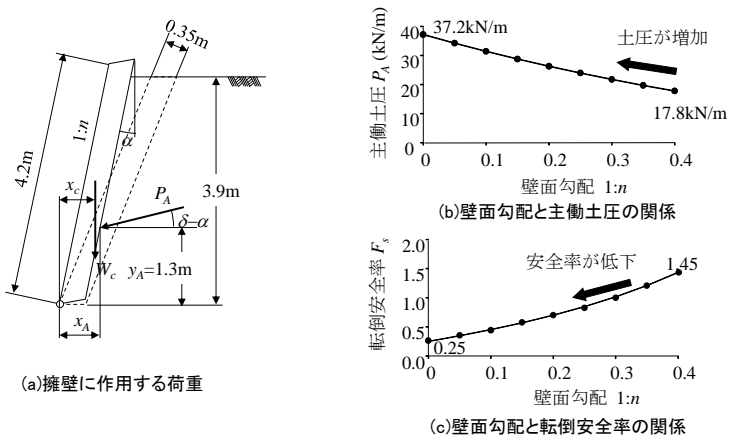 0.35m
4.2m
1:n
α
x_c
P_A
3.9m
δ−α
W_c
y_A=1.3m
x_A
(a)擁壁に作用する荷重
主働土圧 P_A (kN/m)
40
30
20
10
0
37.2kN/m
土圧が増加
17.8kN/m
0
0.1
0.2
0.3
0.4
壁面勾配 1:n
(b)壁面勾配と主働土圧の関係
転倒安全率 F_s
2.0
1.5
1.0
0.5
0.0
安全率が低下
1.45
0.25
0
0.1
0.2
0.3
0.4
壁面勾配 1:n
(c)壁面勾配と転倒安全率の関係